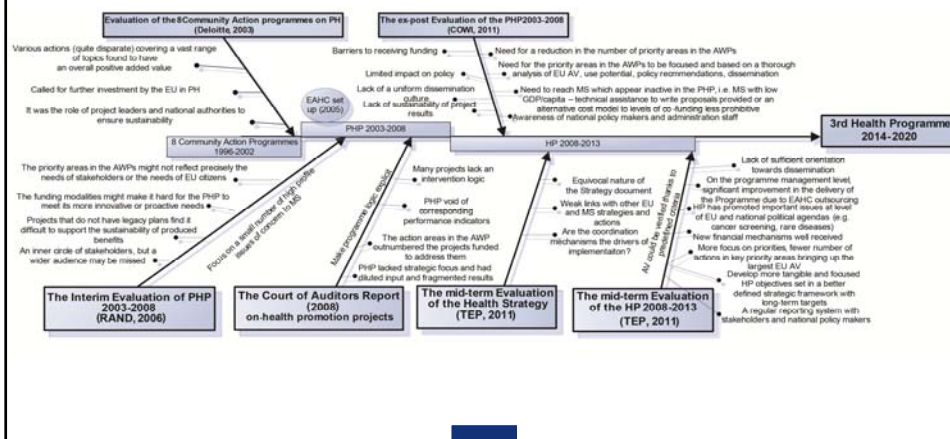 Evaluation of the 8Community Action programmes on PH
(Deloitte, 2003)
Various actions (quite disparate) covering a vast range
of topics found to have
an overall positive added value
Called for further investment by the EU in PH
It was the role of project leaders and national authorities to
ensure sustainability
EAHC set
up (2005)
The ex-post Evaluation of the PHP2003-2008
(COWI, 2011)
Barriers to receiving funding
Limited impact on policy
Lack of a uniform dissemination
culture
Lack of sustainability of project
results
Need for a reduction in the number of priority areas in the AWPs
Need for the priority areas in the AWPs to be focused and based on a thorough
analysis of EU AV, use potential, policy recmmendations, dissemination
Need to reach MS which appear inactive in the PHP, i.e. MS with low
GDP/capita – technical assistance to write proposals provided or an
alternative cost model to levels of co-funding less prohibitive
Awareness of national policy makers and administration staff
8 Community Action Programmes
1996-2002
PHP 2003-2008
HP 2008-2013
3rd Health Programme
2014-2020
The priority areas in the AWPs might not reflect precisely the
needs of stakeholders or the needs of EU citizens
The funding modalities might make it hard for the PHP to
meet its more innovative or proactive needs
Projects that do not have legacy plans find it
difficult to support the sustainability of produced
benefits
An inner circle of stakeholders, but a
wider audience may be missed
Focus on a small number of high profile
issues of concern to MS
The Interim Evaluation of PHP
2003-2008
(RAND, 2006)
Make programme logic explicit
Many projects lack an
intervention logic
PHP void of
corresponding
performance indicators
The action areas in the AWP
outnumbered the projects funded
to address them
PHP lacked strategic focus and had
diluted input and fragmented results
The Court of Auditors Report
(2008)
on-health promotion projects
Equivocal nature of
the Strategy document
Weak links with other EU
and MS strategies and
actions
Are the coordination
mechanisms the drivers of
implementaiton?
The mid-term Evaluation
of the Health Strategy
(TEP, 2011)
AV could be verified thanks to
predefined criteria
Lack of sufficient orientation
towards dissemination
On the programme management level,
significant improvement in the delivery of
the Programme due to EAHC outsourcing
HP has promoted important issues at level
of EU and national political agendas (e.g.
cancer screening, rare diseases)
New financial mechanisms well received
More focus on priorities, fewer number of
actions in key priority areas bringing up the
largest EU AV
Develop more tangible and focused
HP objectives set in a better
defined strategic framework with
long-term targets
A regular reporting system with
stakeholders and national policy makers
The mid-term Evaluation
of the HP 2008-2013
(TEP, 2011)